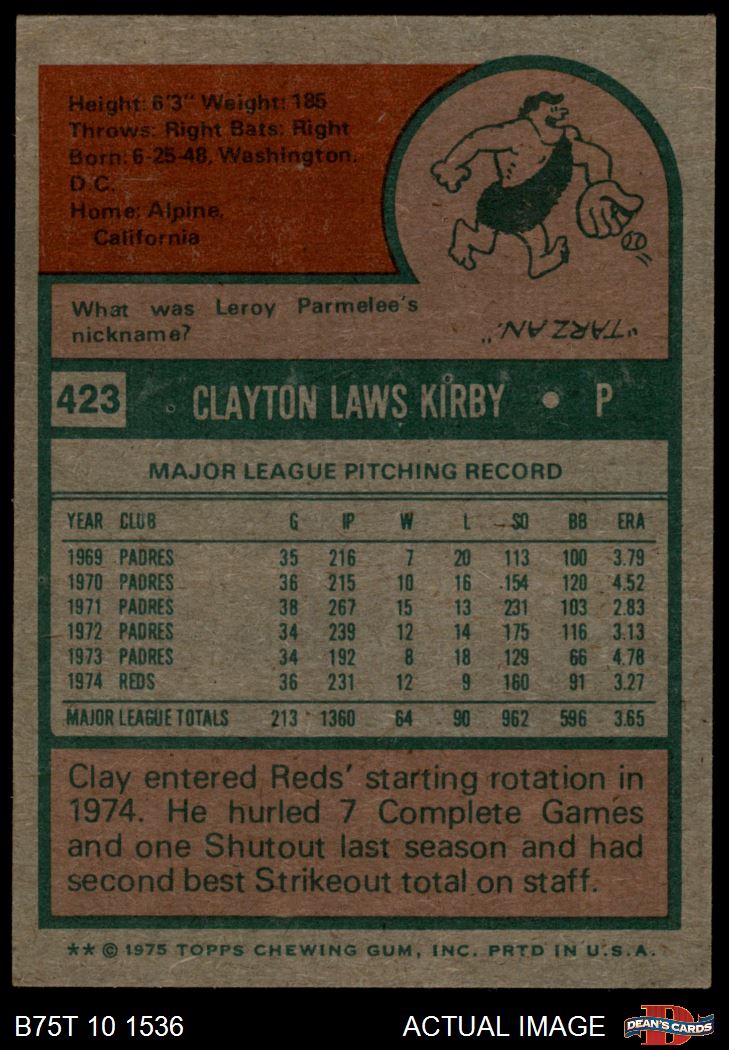 Height: 6'3" Weight: 185
Throws: Right Bats: Right
Born: 6-25-48, Washington,
D.C.
Home: Alpine,
California
What was Leroy Parmelee's
nickname?
"TARZAN."
423 CLAYTON LAWS KIRBY • P
MAJOR LEAGUE PITCHING RECORD
YEAR CLUB G IP W L SO BB ERA
1969 PADRES 35 216 7 20 113 100 3.79
1970 PADRES 36 215 10 16 154 120 4.52
1971 PADRES 38 267 15 13 231 103 2.83
1972 PADRES 34 239 12 14 175 116 3.13
1973 PADRES 34 192 8 18 129 66 4.78
1974 REDS 36 231 12 9 160 91 3.27
MAJOR LEAGUE TOTALS 213 1360 64 90 962 596 3.65
Clay entered Reds' starting rotation in
1974. He hurled 7 Complete Games
and one Shutout last season and had
second best Strikeout total on staff.
** © 1975 TOPPS CHEWING GUM, INC. PRTD IN U.S.A.
B75T 10 1536 ACTUAL IMAGE D DEAN'S CARDS